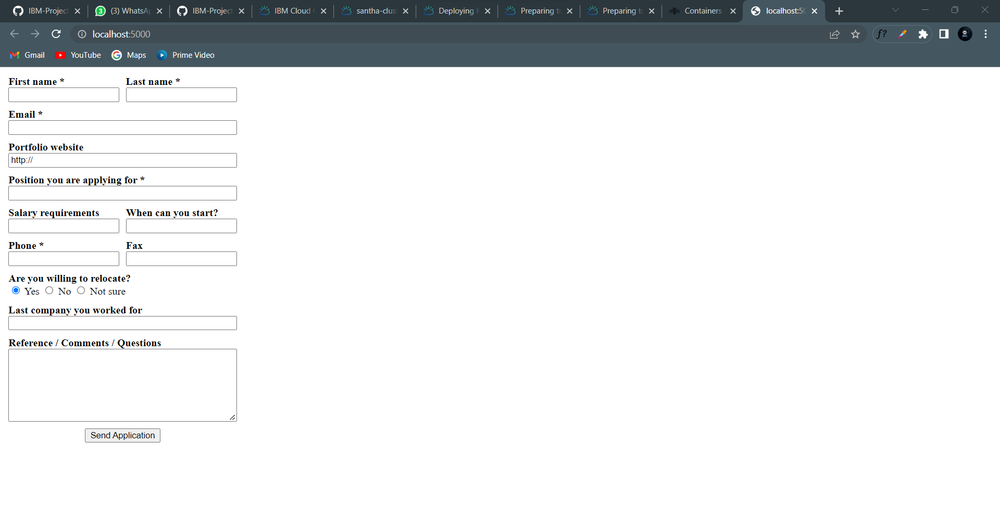 IBM-Project
(3) WhatsAp
IBM-Project
IBM Cloud
santha-clus
Deploying
Preparing to
Preparing to
Containers
localhost:50
localhost:5000
f?
Gmail
YouTube
Maps
Prime Video
First name * Last name *
Email *
Portfolio website
http://
Position you are applying for *
Salary requirements When can you start?
Phone * Fax
Are you willing to relocate?
Yes No Not sure
Last company you worked for
Reference / Comments / Questions
Send Application